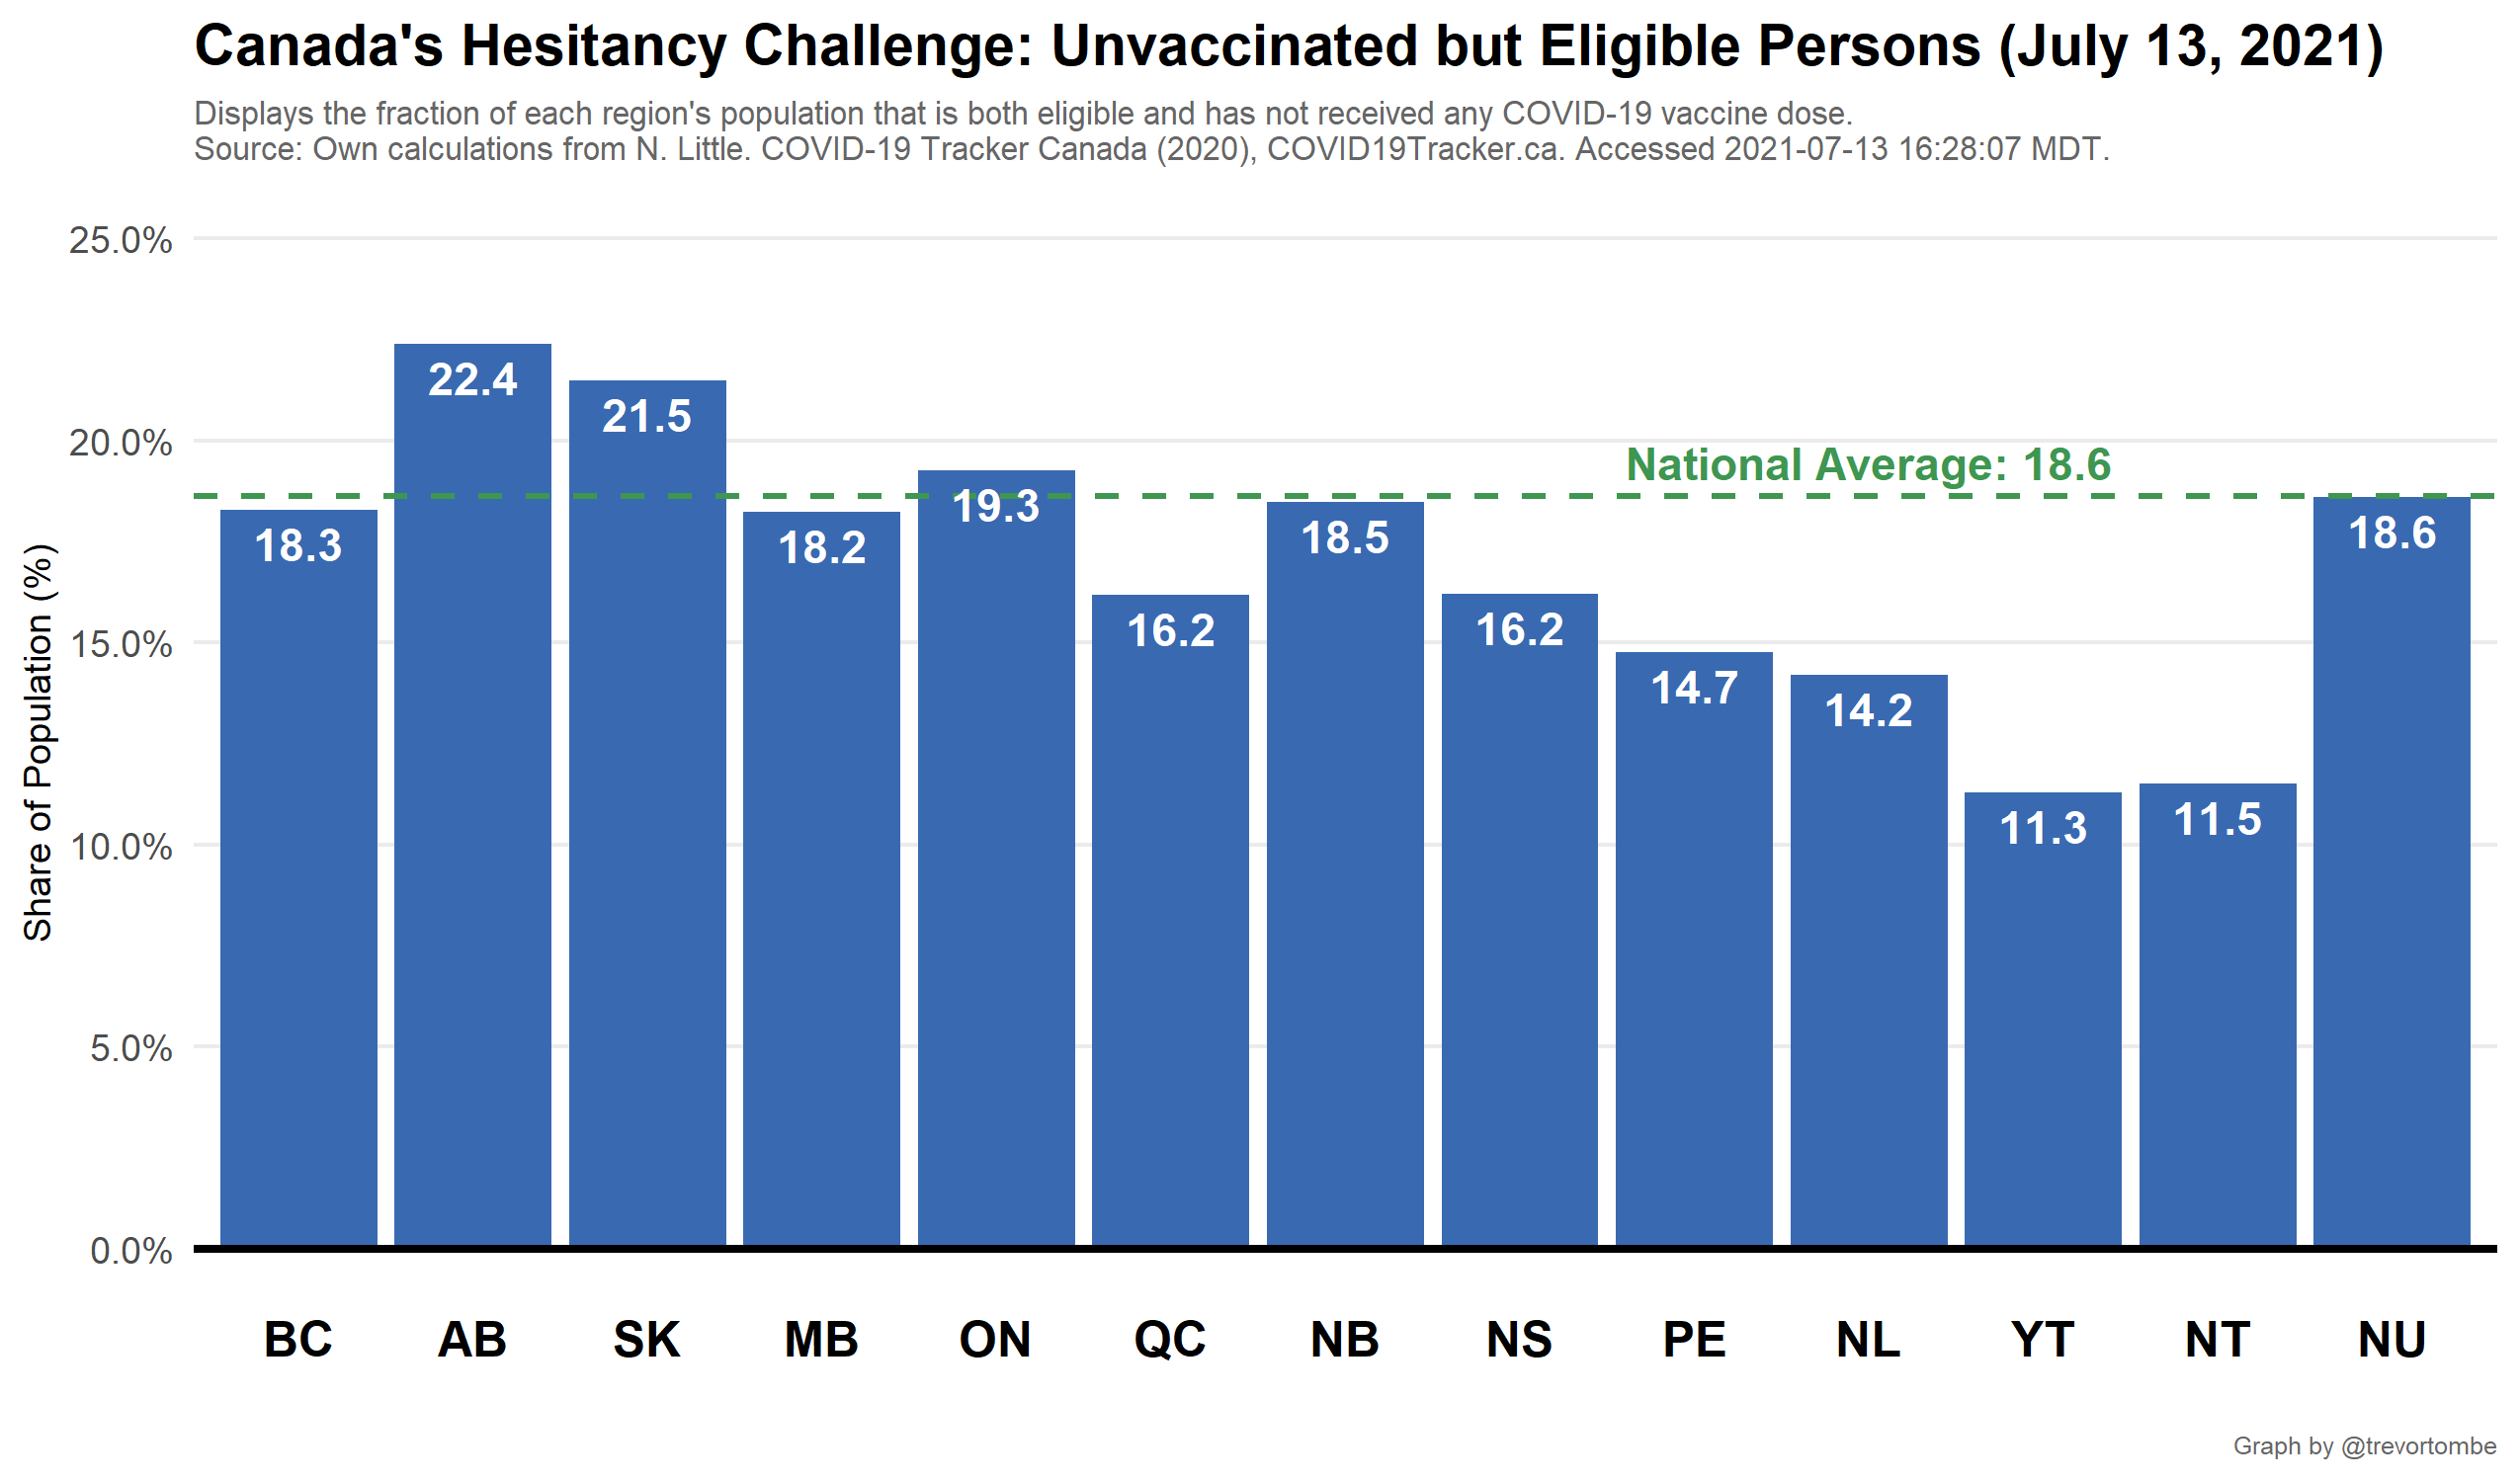 Canada's Hesitancy Challenge: Unvaccinated but Eligible Persons (July 13, 2021)
Displays the fraction of each region's population that is both eligible and has not received any COVID-19 vaccine dose.
Source: Own calculations from N. Little. COVID-19 Tracker Canada (2020), COVID19Tracker.ca. Accessed 2021-07-13 16:28:07 MDT.
Share of Population (%)
25.0%
20.0%
15.0%
10.0%
5.0%
0.0%
National Average: 18.6
18.3
22.4
21.5
18.2
19.3
16.2
18.5
16.2
14.7
14.2
11.3
11.5
18.6
BC
AB
SK
MB
ON
QC
NB
NS
PE
NL
YT
NT
NU
Graph by @trevortombe